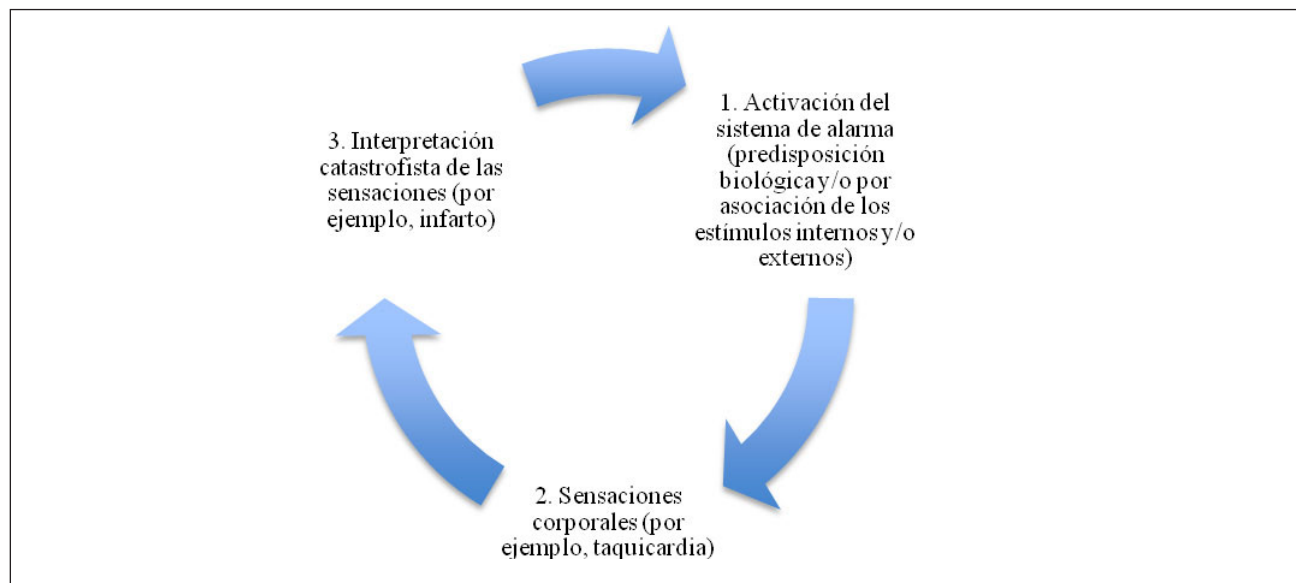 1. Activación del
sistema de alarma
(predisposición
biológica y/o por
asociación de los
estímulos internos y/o
externos)
2. Sensaciones
corporales (por
ejemplo, taquicardia)
3. Interpretación
catastrofista de las
sensaciones (por
ejemplo, infarto)